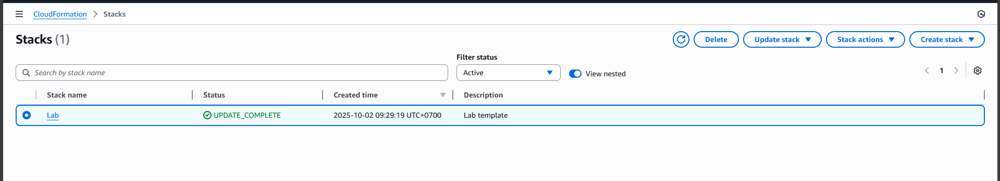 CloudFormation > Stacks
Stacks (1)
Delete
Update stack
Stack actions
Create stack
Filter status
Search by stack name
Active
View nested
1
Stack name Status Created time Description
Lab UPDATE_COMPLETE 2025-10-02 09:29:19 UTC+0700 Lab template